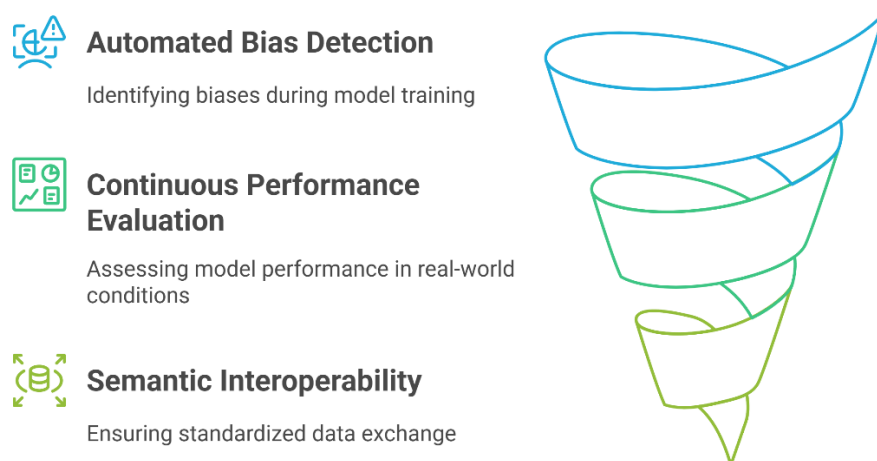 Automated Bias Detection
Identifying biases during model training
Continuous Performance
Evaluation
Assessing model performance in real-world
conditions
Semantic Interoperability
Ensuring standardized data exchange